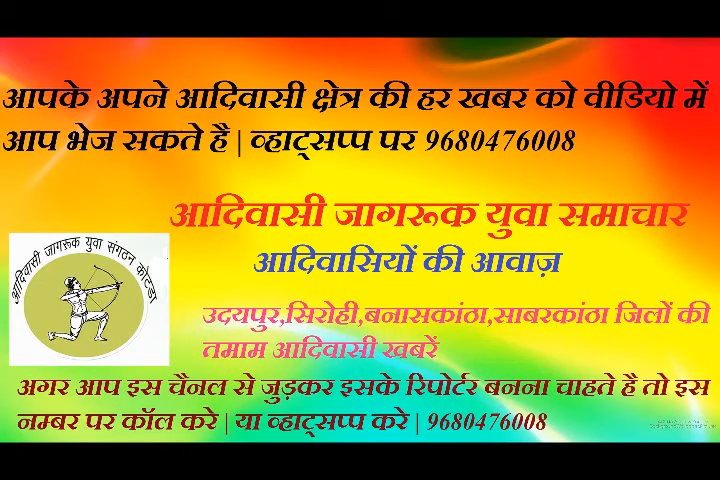 आपके अपने आदिवासी क्षेत्र की हर खबर को वीडियो में
आप भेज सकते है | व्हाट्सप्प पर 9680476008
आदिवासी जागरूक युवा समाचार
आदिवासियों की आवाज़
आदिवासी जागरूक युवा संगठन कोटडा
उदयपुर,सिरोही,बनासकांठा,साबरकांठा जिलों की
तमाम आदिवासी खबरें
अगर आप इस चैनल से जुड़कर इसके रिपोर्टर बनना चाहते है तो इस
नम्बर पर कॉल करे | या व्हाट्सप्प करे | 9680476008